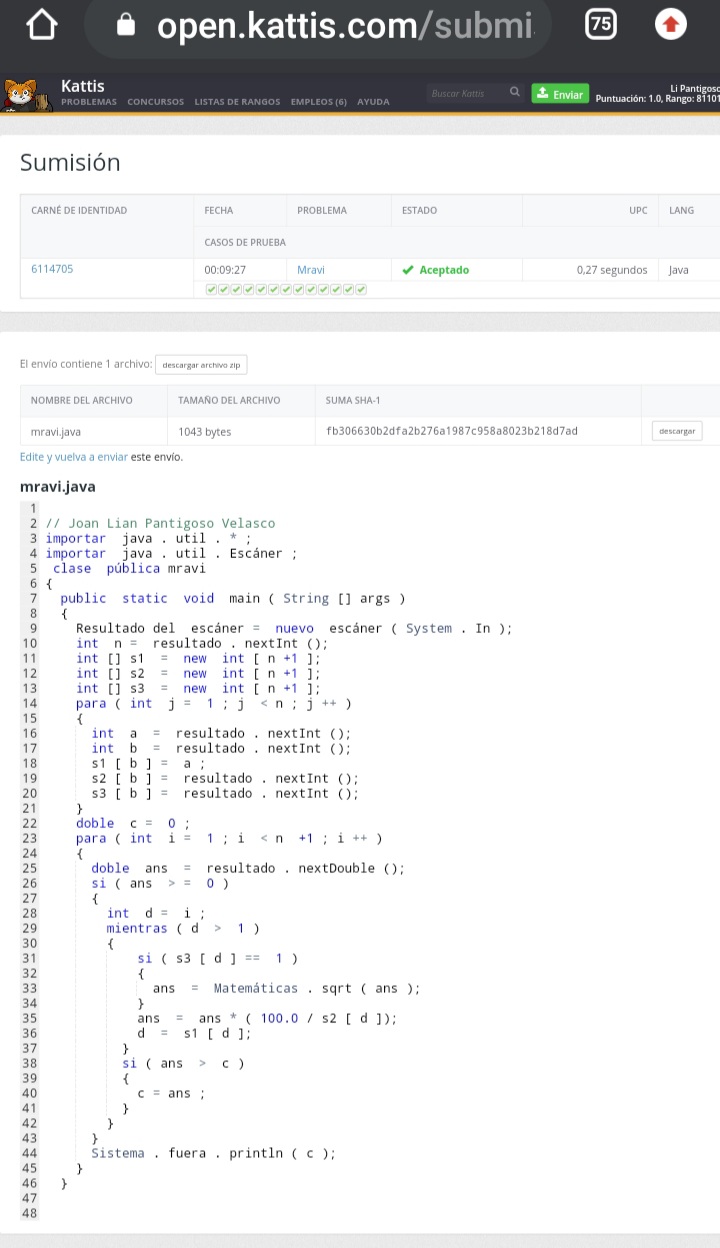 open.kattis.com/submi
75
Kattis
PROBLEMAS CONCURSOS LISTAS DE RANGOS EMPLEOS (6) AYUDA
Buscar Kattis
Enviar
Li Pantigoso
Puntuación: 1.0, Rango: 81101
Sumisión
CARNÉ DE IDENTIDAD FECHA PROBLEMA ESTADO UPC LANG
CASOS DE PRUEBA
6114705 00:09:27 Mravi Aceptado 0,27 segundos Java
El envío contiene 1 archivo: descargar archivo zip
NOMBRE DEL ARCHIVO TAMAÑO DEL ARCHIVO SUMA SHA-1
mravi.java 1043 bytes fb306630b2dfa2b276a1987c958a8023b218d7ad descargar
Edite y vuelva a enviar este envío.
mravi.java
1
2 // Joan Lian Pantigoso Velasco
3 importar java . util . * ;
4 importar java . util . Escáner ;
5 clase pública mravi
6 {
7 public static void main ( String [] args )
8 {
9 Resultado del escáner = nuevo escáner ( System . In );
10 int n = resultado . nextInt ();
11 int [] s1 = new int [ n +1 ];
12 int [] s2 = new int [ n +1 ];
13 int [] s3 = new int [ n +1 ];
14 para ( int j = 1 ; j < n ; j ++ )
15 {
16 int a = resultado . nextInt ();
17 int b = resultado . nextInt ();
18 s1 [ b ] = a ;
19 s2 [ b ] = resultado . nextInt ();
20 s3 [ b ] = resultado . nextInt ();
21 }
22 doble c = 0 ;
23 para ( int i = 1 ; i < n +1 ; i ++ )
24 {
25 doble ans = resultado . nextDouble ();
26 si ( ans > = 0 )
27 {
28 int d = i ;
29 mientras ( d > 1 )
30 {
31 si ( s3 [ d ] == 1 )
32 {
33 ans = Matemáticas . sqrt ( ans );
34 }
35 ans = ans * ( 100.0 / s2 [ d ]);
36 d = s1 [ d ];
37 }
38 si ( ans > c )
39 {
40 c = ans ;
41 }
42 }
43 }
44 Sistema . fuera . println ( c );
45 }
46 }
47
48